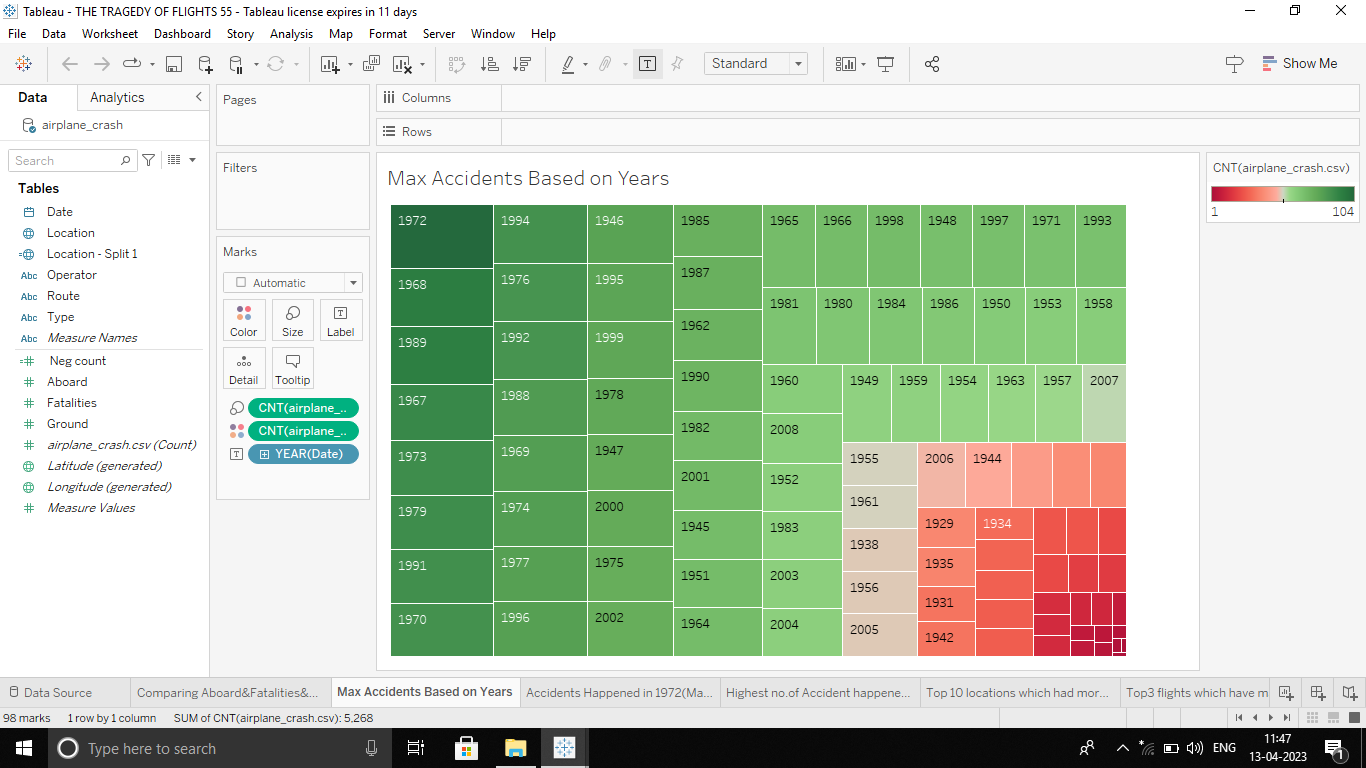 Tableau - THE TRAGEDY OF FLIGHTS 55 - Tableau license expires in 11 days
File Data Worksheet Dashboard Story Analysis Map Format Server Window Help
Standard
Show Me
Data Analytics
airplane_crash
Search
Tables
Date
Location
Location - Split 1
Abc Operator
Abc Route
Abc Type
Abc Measure Names
Neg count
Aboard
Fatalities
Ground
airplane_crash.csv (Count)
Latitude (generated)
Longitude (generated)
Measure Values
Pages
Filters
Marks
Automatic
Color Size Label
Detail Tooltip
CNT(airplane_..
CNT(airplane_..
YEAR(Date)
Columns
Rows
Max Accidents Based on Years
1972
1968
1989
1967
1973
1979
1991
1970
1994
1976
1992
1988
1969
1974
1977
1996
1946
1995
1999
1978
1947
2000
1975
2002
1985
1987
1962
1990
1982
2001
1945
1951
1964
1965 1966 1998 1948 1997 1971 1993
1981 1980 1984 1986 1950 1953 1958
1960
2008
1952
1983
2003
2004
1949 1959 1954 1963 1957 2007
1955
1961
1938
1956
2005
2006 1944
1929
1935
1931
1942
1934
CNT(airplane_crash.csv)
1 104
Data Source Comparing Aboard&Fatalities&... Max Accidents Based on Years Accidents Happened in 1972(Ma... Highest no.of Accident happene... Top 10 locations which had mor... Top3 flights which have m
98 marks 1 row by 1 column SUM of CNT(airplane_crash.csv): 5,268
Type here to search
ENG
11:47
13-04-2023
1